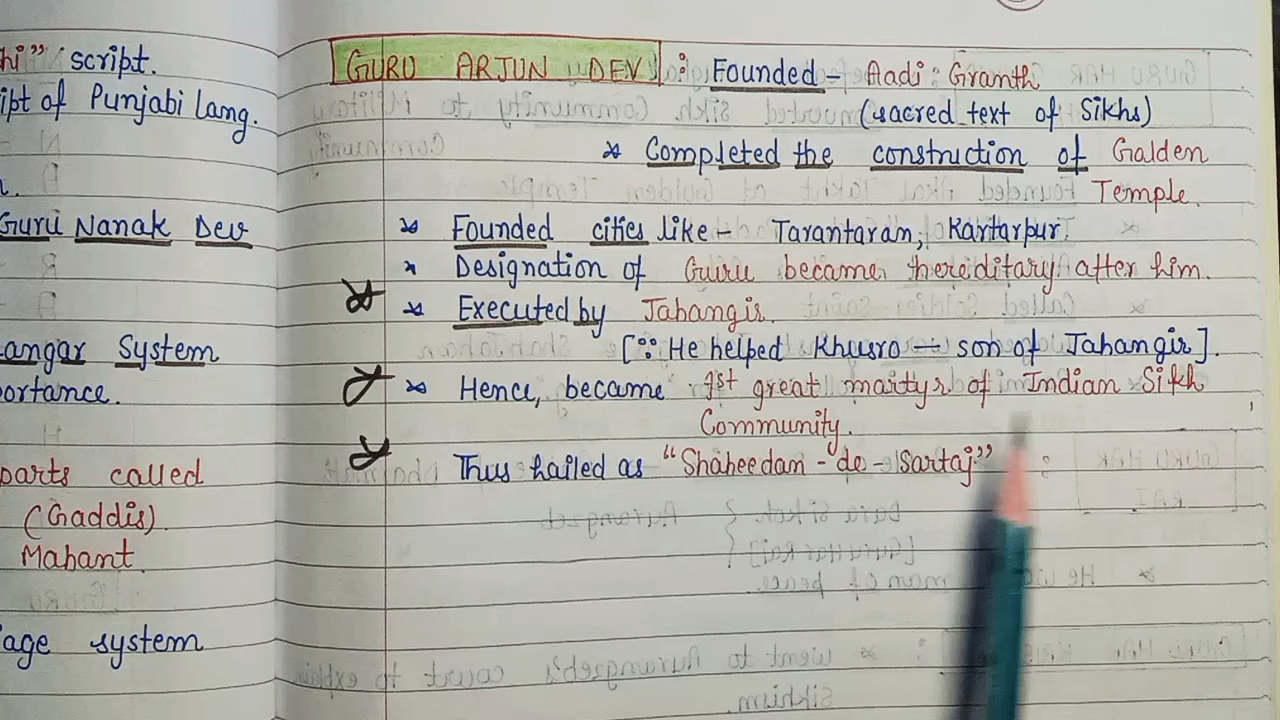 hi" script.
ipt of Punjabi Lang.
Guru Nanak Dev
angar System
portance.
parts called
(Gaddis)
Mahant
iage system
GURU ARJUN DEV : Founded - Aadi : Granth
(sacred text of Sikhs)
* Completed the construction of Galden
Temple.
* Founded cities like - Tarantaran, Kartarpur
* Designation of Guru became hereditary after him.
* Executed by Jahangir.
[∵ He helped Khusro - son of Jahangir].
* Hence, became 1st great martyr of Indian Sikh
Community.
* Thus hailed as "Shaheedan - de - Sartaj"